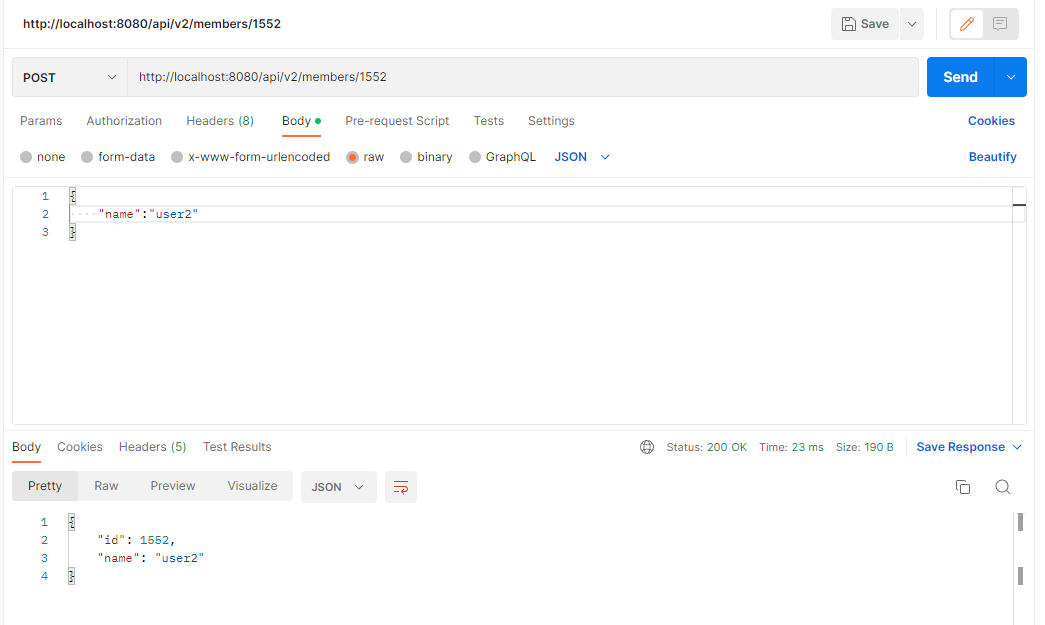 http://localhost:8080/api/v2/members/1552 Save
POST http://localhost:8080/api/v2/members/1552 Send
Params Authorization Headers (8) Body Pre-request Script Tests Settings Cookies
none form-data x-www-form-urlencoded raw binary GraphQL JSON Beautify
1 {
2 ····"name":"user2"
3 }
Body Cookies Headers (5) Test Results Status: 200 OK Time: 23 ms Size: 190 B Save Response
Pretty Raw Preview Visualize JSON
1 {
2 "id": 1552,
3 "name": "user2"
4 }